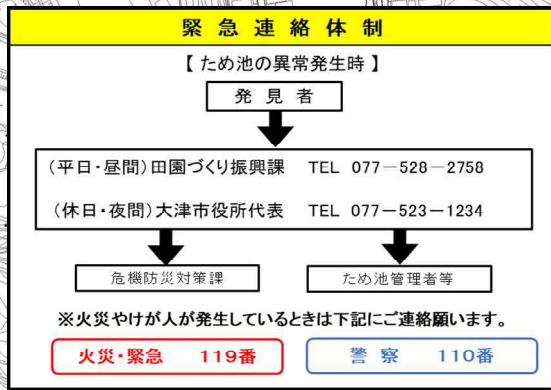 緊急連絡体制
【ため池の異常発生時】
発見者
(平日・昼間)田園づくり振興課 TEL 077-528-2758
(休日・夜間)大津市役所代表 TEL 077-523-1234
危機防災対策課 ため池管理者等
※火災やけが人が発生しているときは下記にご連絡願います。
火災・緊急 119番 警察 110番